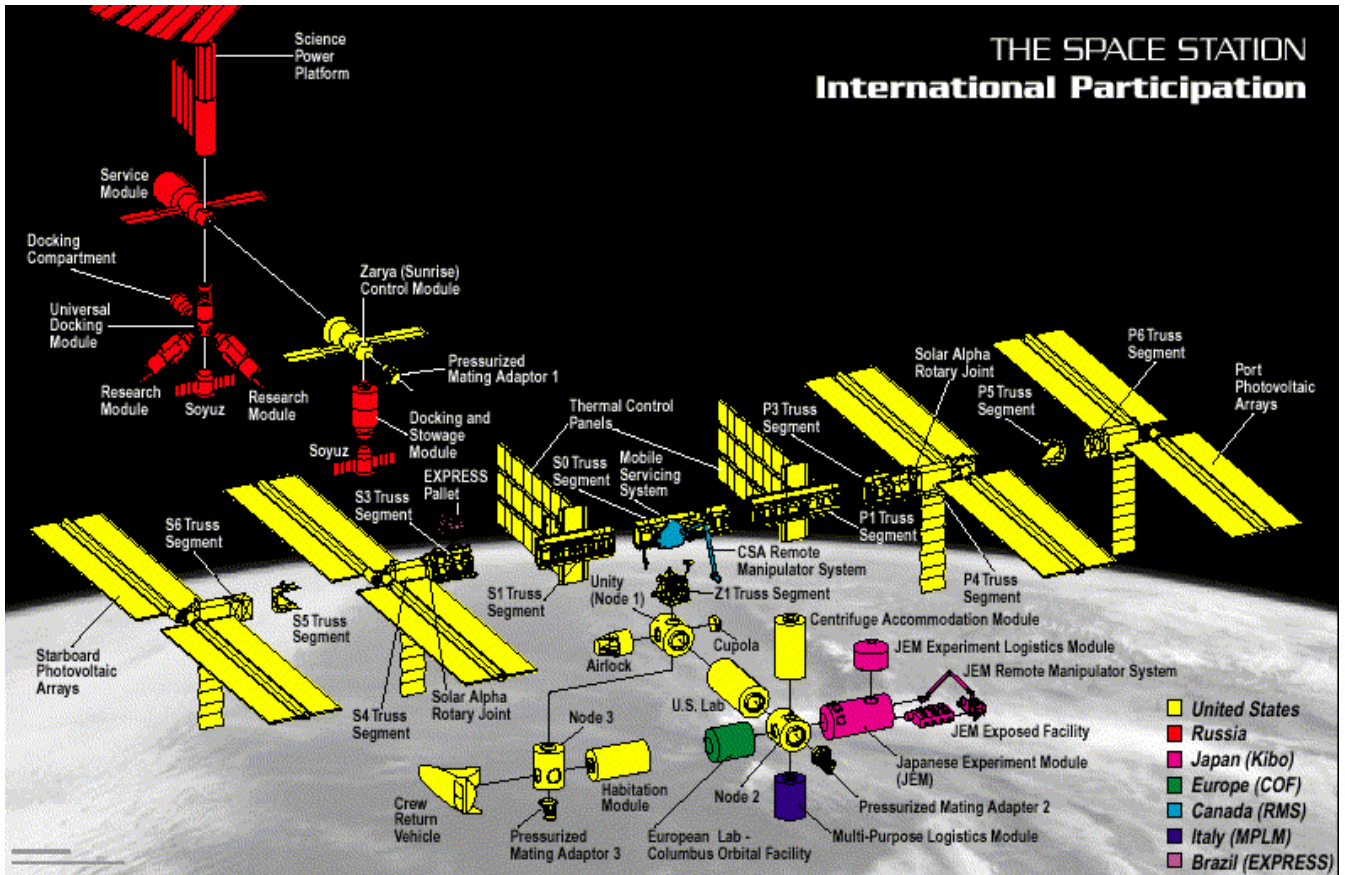 THE SPACE STATION
International Participation
Science
Power
Platform
Service
Module
Docking
Compartment
Universal
Docking
Module
Research
Module
Soyuz
Research
Module
Zarya (Sunrise)
Control Module
Pressurized
Mating Adaptor 1
Docking and
Stowage
Module
Soyuz
EXPRESS
Pallet
Thermal Control
Panels
S0 Truss
Segment
Mobile
Servicing
System
P3 Truss
Segment
Solar Alpha
Rotary Joint
P5 Truss
Segment
P6 Truss
Segment
Port
Photovoltaic
Arrays
S3 Truss
Segment
S6 Truss
Segment
S5 Truss
Segment
Starboard
Photovoltaic
Arrays
S4 Truss
Segment
Solar Alpha
Rotary Joint
S1 Truss
Segment
Unity
(Node 1)
CSA Remote
Manipulator System
Z1 Truss Segment
P1 Truss
Segment
P4 Truss
Segment
Airlock
Cupola
Centrifuge Accommodation Module
JEM Experiment Logistics Module
JEM Remote Manipulator System
U.S. Lab
JEM Exposed Facility
Japanese Experiment Module
(JEM)
Node 3
Habitation
Module
Crew
Return
Vehicle
Pressurized
Mating Adaptor 3
Node 2
European Lab -
Columbus Orbital Facility
Pressurized Mating Adapter 2
Multi-Purpose Logistics Module
United States
Russia
Japan (Kibo)
Europe (COF)
Canada (RMS)
Italy (MPLM)
Brazil (EXPRESS)